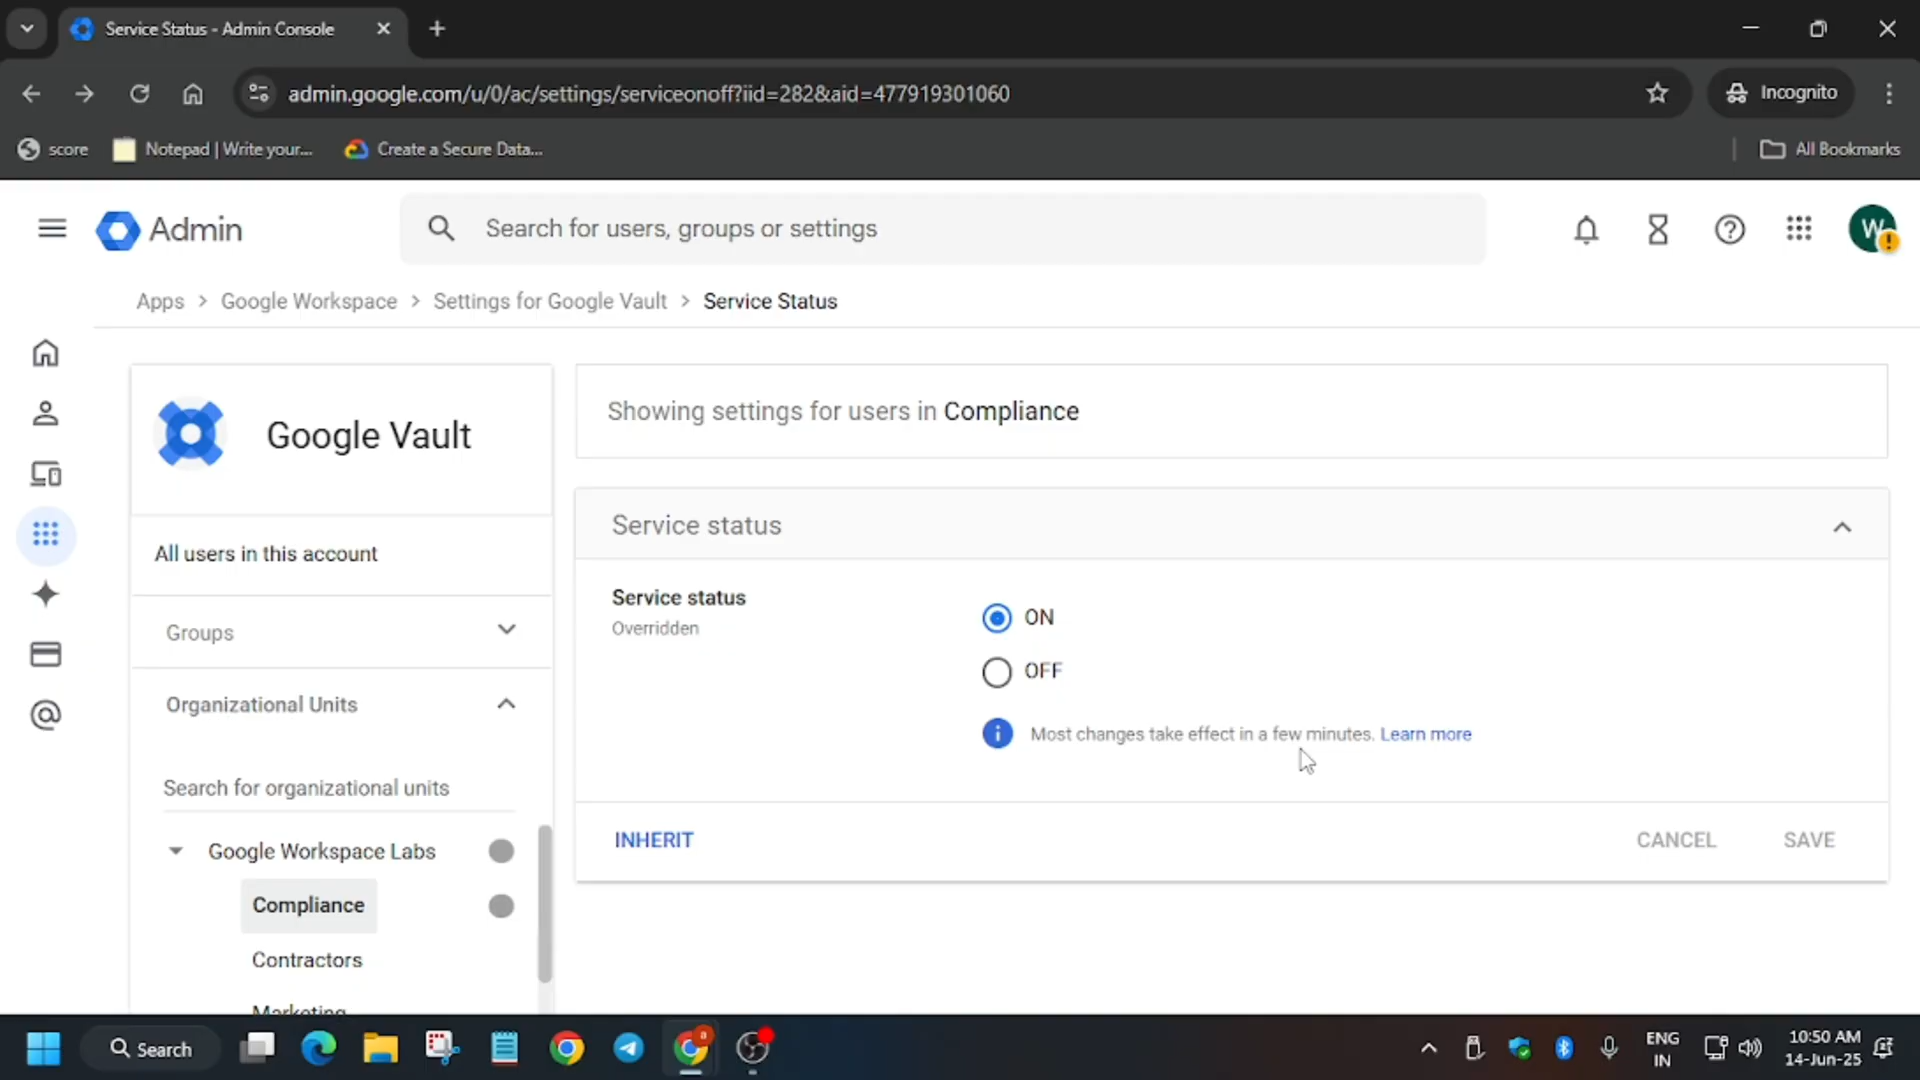 Service Status - Admin Console
admin.google.com/u/0/ac/settings/serviceonoff?iid=282&aid=477919301060
Incognito
score
Notepad | Write your...
Create a Secure Data...
All Bookmarks
Admin
Search for users, groups or settings
W
Apps > Google Workspace > Settings for Google Vault > Service Status
Google Vault
All users in this account
Groups
Organizational Units
Search for organizational units
Google Workspace Labs
Compliance
Contractors
Marketing
Showing settings for users in Compliance
Service status
Service status
Overridden
ON
OFF
Most changes take effect in a few minutes. Learn more
INHERIT
CANCEL
SAVE
Search
ENG
IN
10:50 AM
14-Jun-25